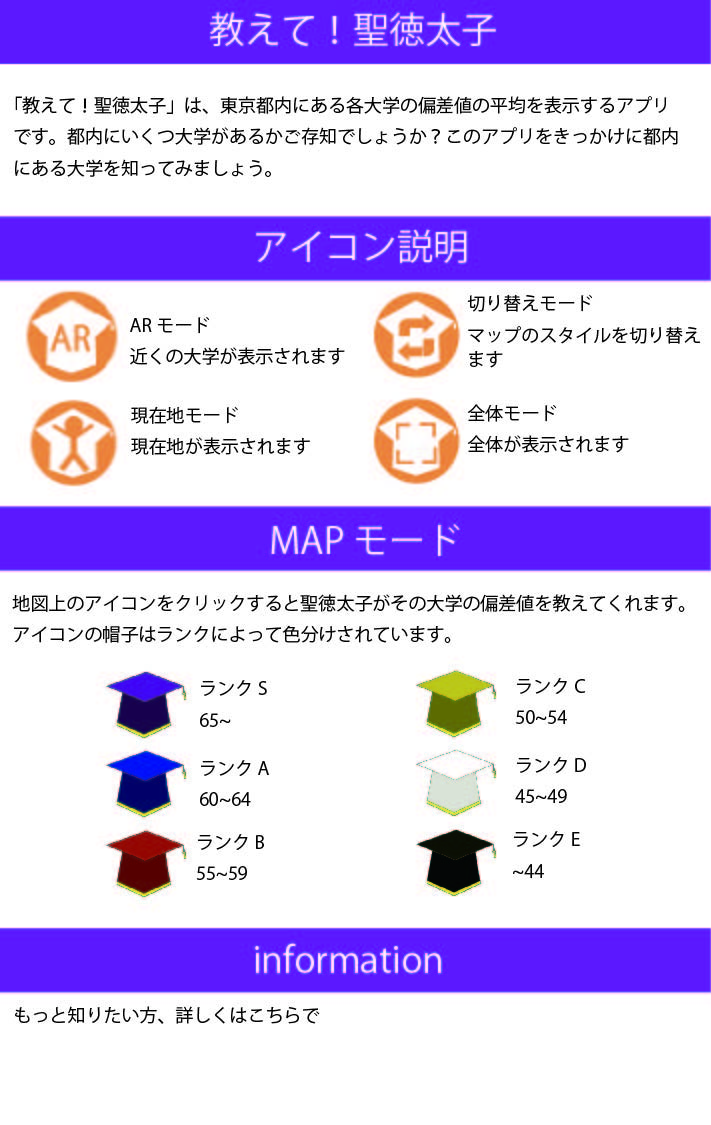 教えて！聖徳太子
「教えて！聖徳太子」は、東京都内にある各大学の偏差値の平均を表示するアプリ
です。都内にいくつ大学があるかご存知でしょうか？このアプリをきっかけに都内
にある大学を知ってみましょう。
アイコン説明
AR
AR モード
近くの大学が表示されます
切り替えモード
マップのスタイルを切り替え
ます
現在地モード
現在地が表示されます
全体モード
全体が表示されます
MAP モード
地図上のアイコンをクリックすると聖徳太子がその大学の偏差値を教えてくれます。
アイコンの帽子はランクによって色分けされています。
ランク S
65~
ランク C
50~54
ランク A
60~64
ランク D
45~49
ランク B
55~59
ランク E
~44
information
もっと知りたい方、詳しくはこちらで